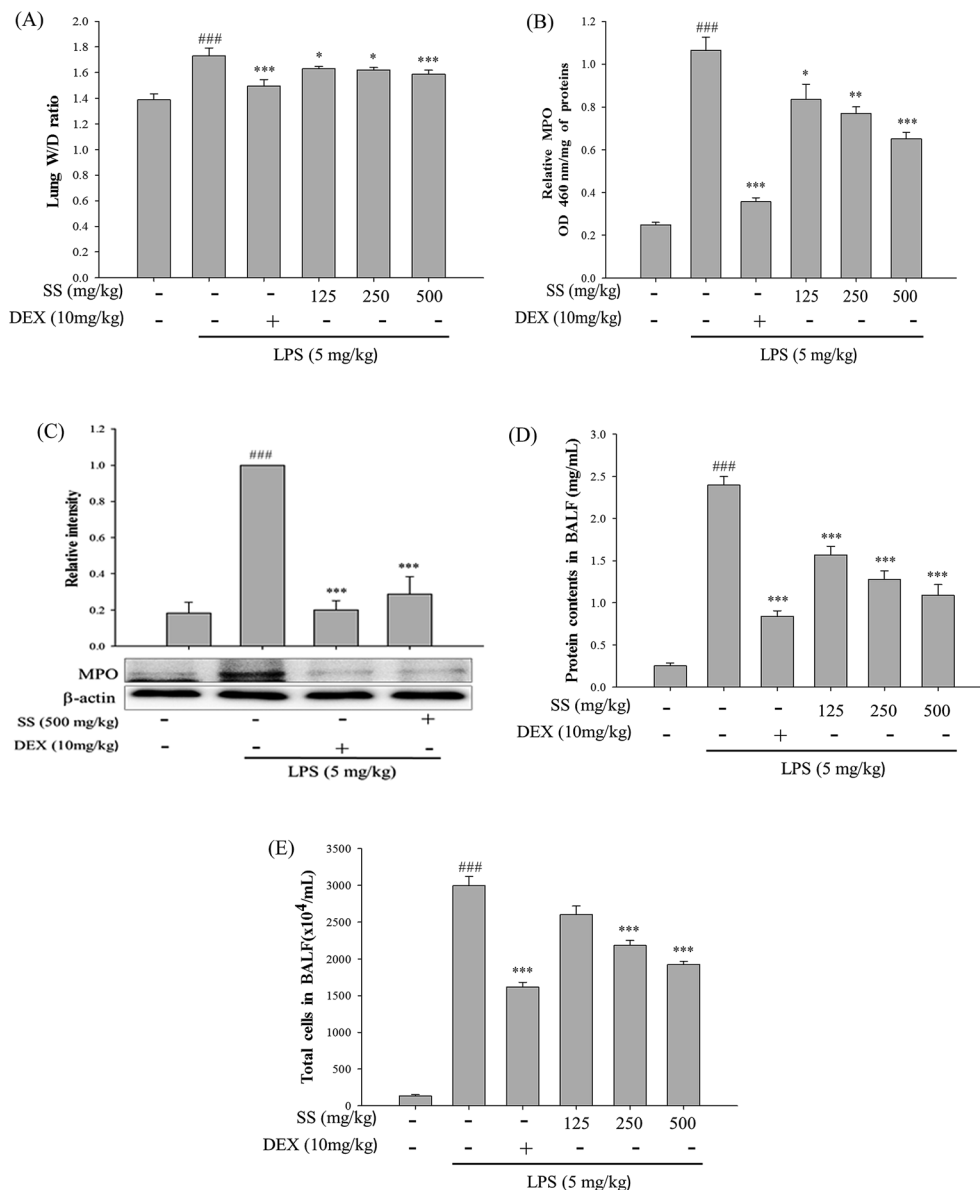 (A)
Lung W/D ratio
2.0
1.8
1.6
1.4
1.2
1.0
0.8
0.6
0.4
0.2
0.0
###
***
*
*
***
SS (mg/kg) - - - 125 250 500
DEX (10mg/kg) - - + - - -
LPS (5 mg/kg)
(B)
Relative MPO
OD 460 nm/mg of proteins
1.2
1.0
0.8
0.6
0.4
0.2
0.0
###
***
*
**
***
SS (mg/kg) - - - 125 250 500
DEX (10mg/kg) - - + - - -
LPS (5 mg/kg)
(C)
Relative intensity
1.2
1.0
0.8
0.6
0.4
0.2
0.0
###
***
***
MPO
β-actin
SS (500 mg/kg) - - - +
DEX (10mg/kg) - - + -
LPS (5 mg/kg)
(D)
Protein contents in BALF (mg/mL)
3.0
2.5
2.0
1.5
1.0
0.5
0.0
###
***
***
***
***
SS (mg/kg) - - - 125 250 500
DEX (10mg/kg) - - + - - -
LPS (5 mg/kg)
(E)
Total cells in BALF(x10⁴/mL)
3500
3000
2500
2000
1500
1000
500
0
###
***
***
***
SS (mg/kg) - - - 125 250 500
DEX (10mg/kg) - - + - - -
LPS (5 mg/kg)